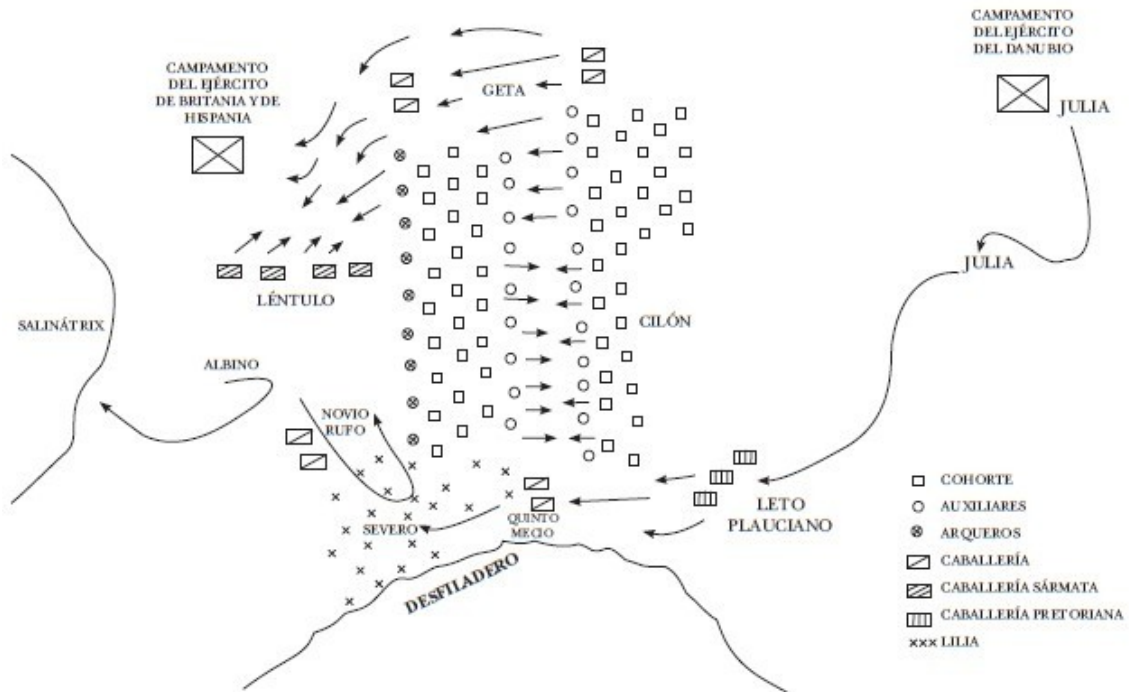 CAMPAMENTO
DEL EJÉRCITO
DE BRITANIA Y DE
HISPANIA
GETA
CAMPAMENTO
DEL EJÉRCITO
DEL DANUBIO
JULIA
JULIA
LÉNTULO
CILÓN
SALINÁTRIX
ALBINO
NOVIO
RUFO
SEVERO
QUINTO
MECIO
LETO
PLAUCIANO
DESFILADERO
COHORTE
AUXILIARES
ARQUEROS
CABALLERÍA
CABALLERÍA SÁRMATA
CABALLERÍA PRETORIANA
××× LILIA